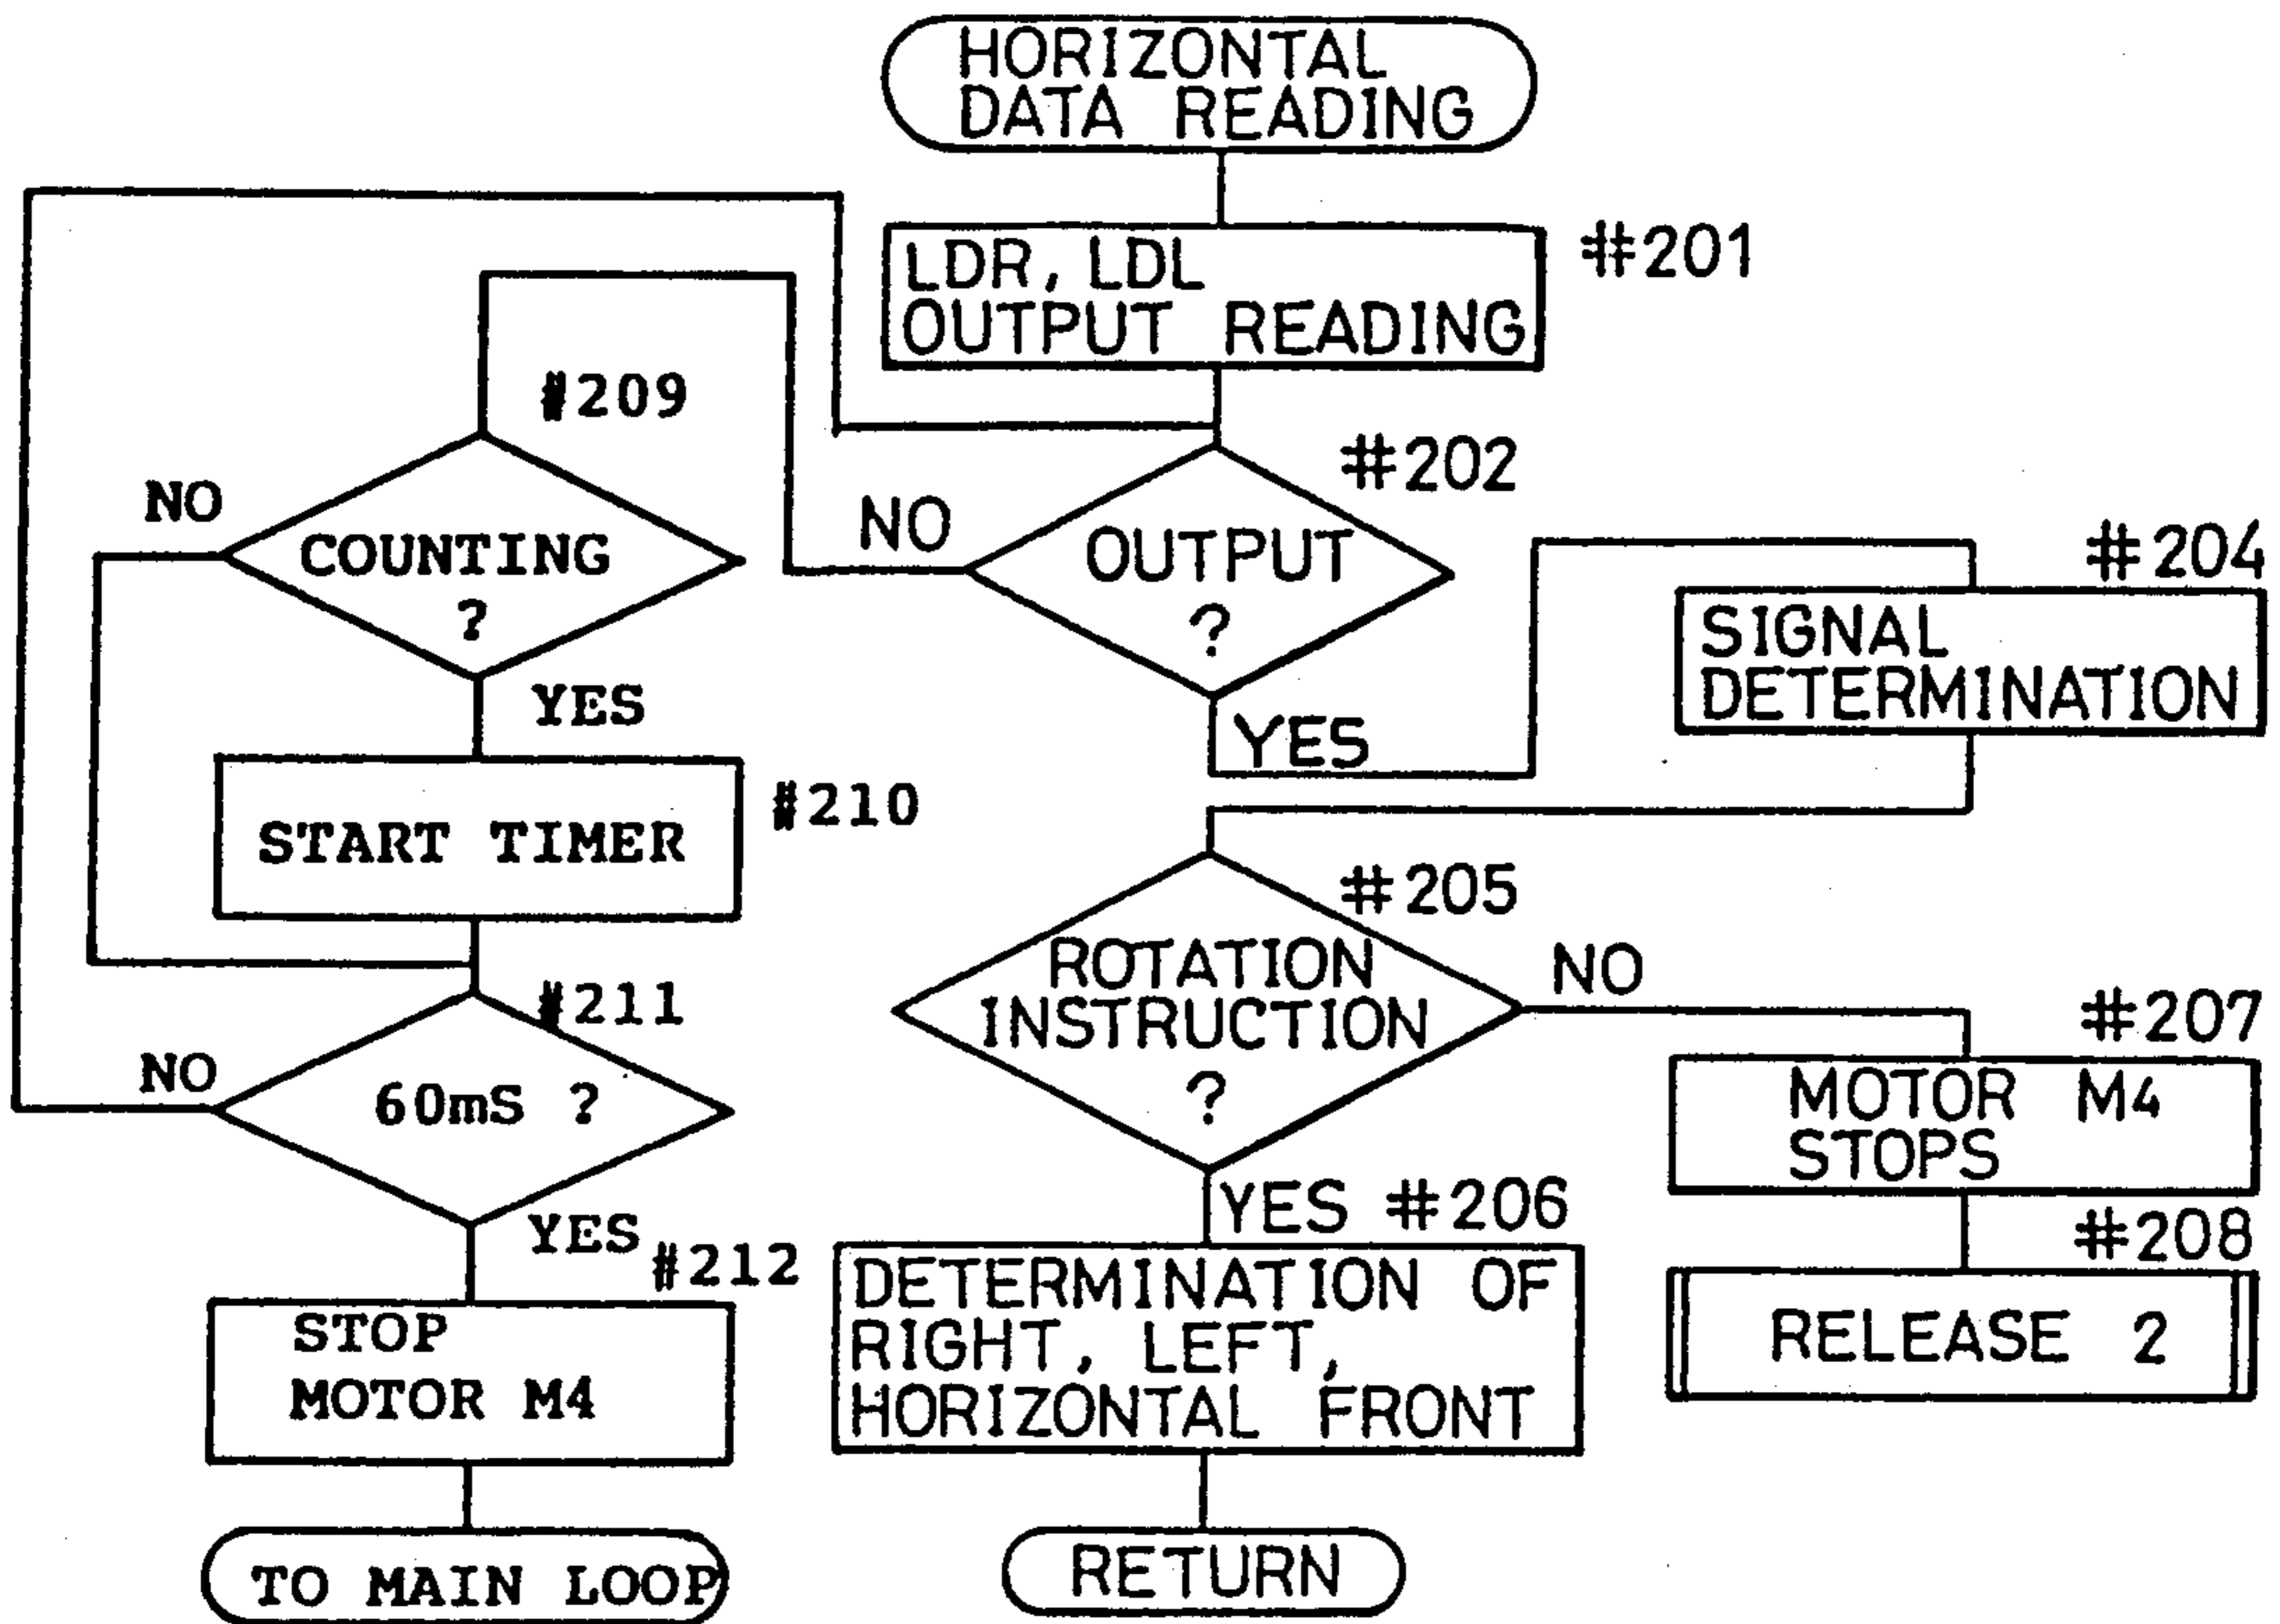 HORIZONTAL
DATA READING
#201
LDR, LDL
OUTPUT READING
#209
#202
NO
COUNTING
?
YES
NO
OUTPUT
?
YES
#204
SIGNAL
DETERMINATION
#210
START TIMER
#205
ROTATION
INSTRUCTION
?
NO
#207
MOTOR M4
STOPS
#211
NO
60mS ?
YES
#212
STOP
MOTOR M4
YES #206
DETERMINATION OF
RIGHT, LEFT,
HORIZONTAL FRONT
#208
RELEASE 2
TO MAIN LOOP
RETURN